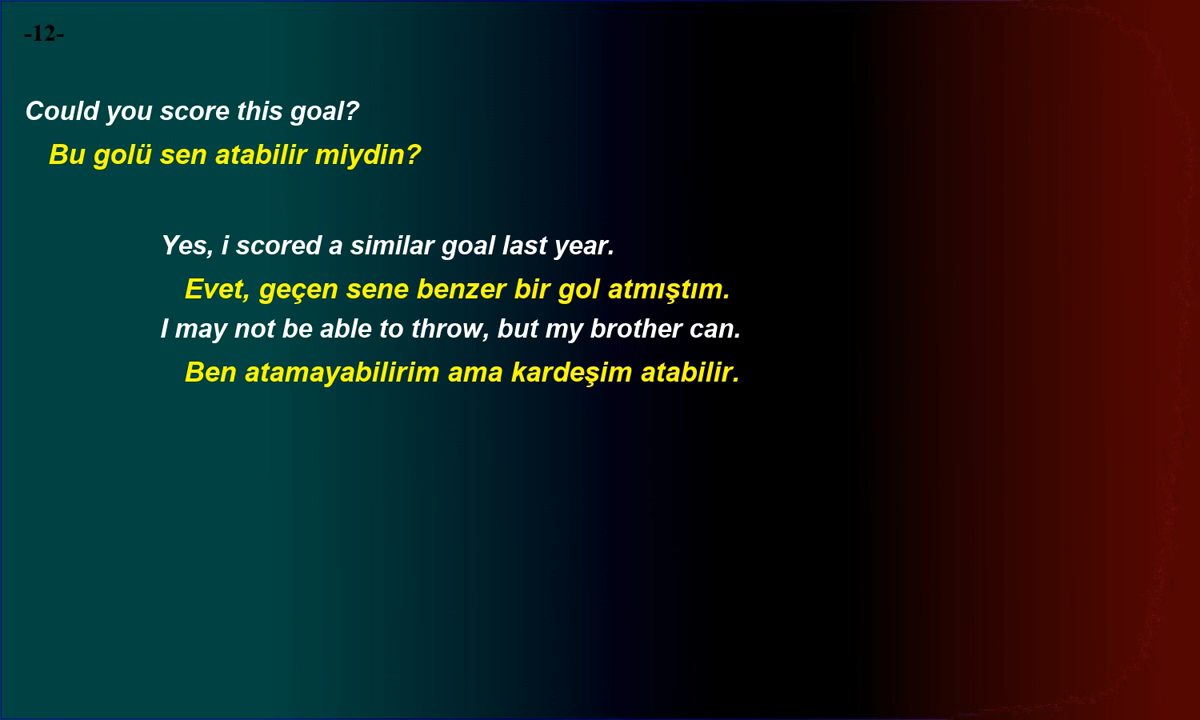 -12-
Could you score this goal?
Bu golü sen atabilir miydin?
Yes, i scored a similar goal last year.
Evet, geçen sene benzer bir gol atmıştım.
I may not be able to throw, but my brother can.
Ben atamayabilirim ama kardeşim atabilir.